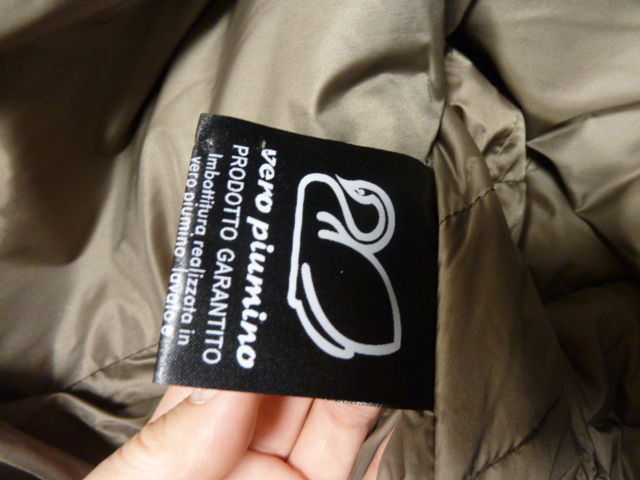 vero piumino
PRODOTTO GARANTITO
Imbottitura realizzata in
vero piumino, lavato e